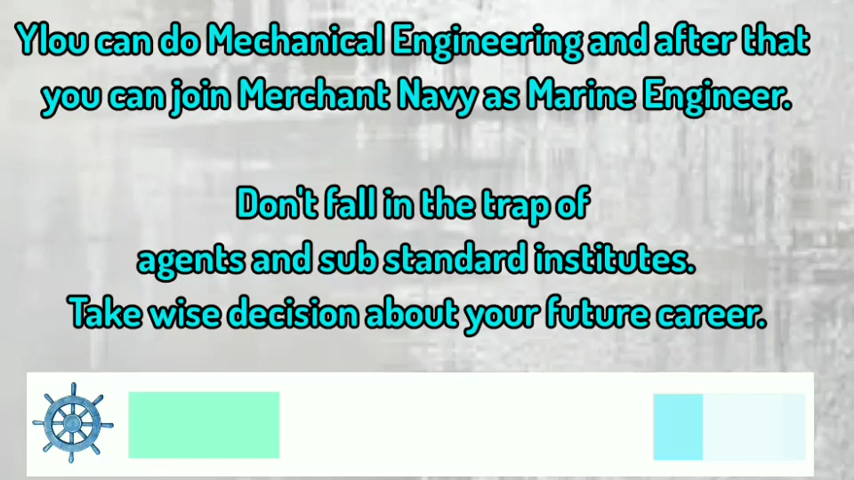 Ylou can do Mechanical Engineering and after that
you can join Merchant Navy as Marine Engineer.
Don't fall in the trap of
agents and sub standard institutes.
Take wise decision about your future career.